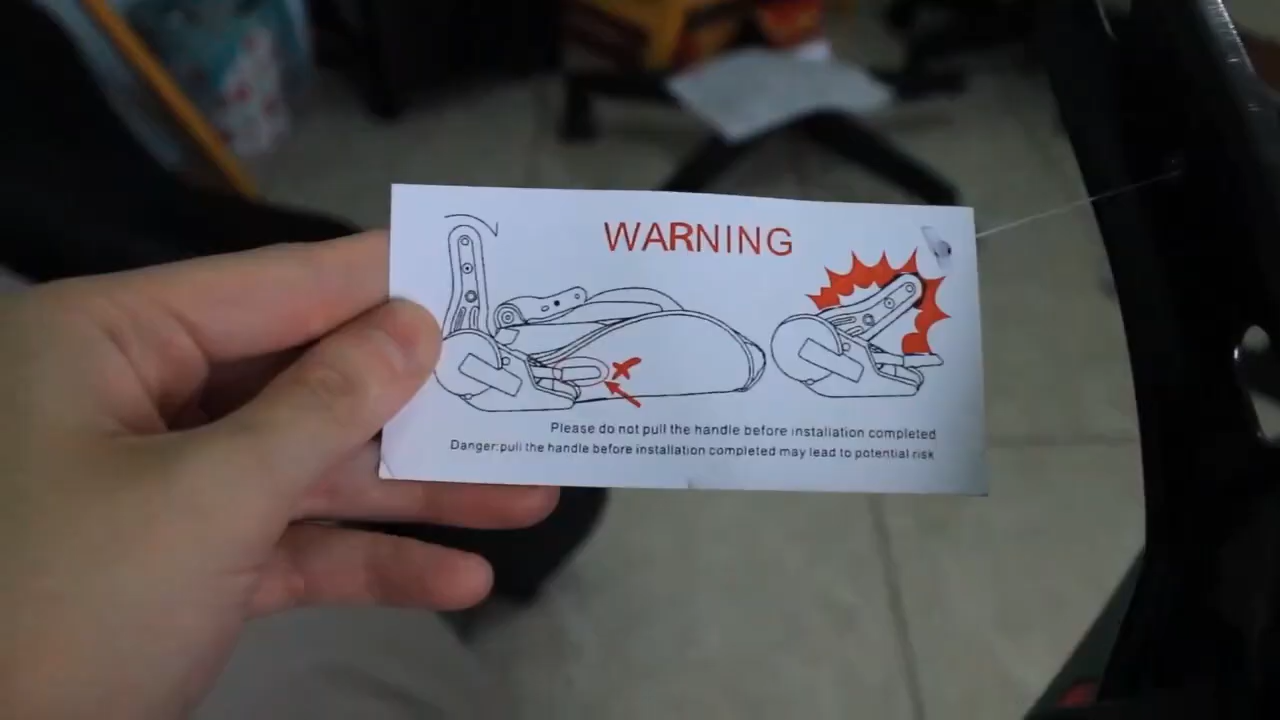 WARNING
Please do not pull the handle before installation completed
Danger:pull the handle before installation completed may lead to potential risk